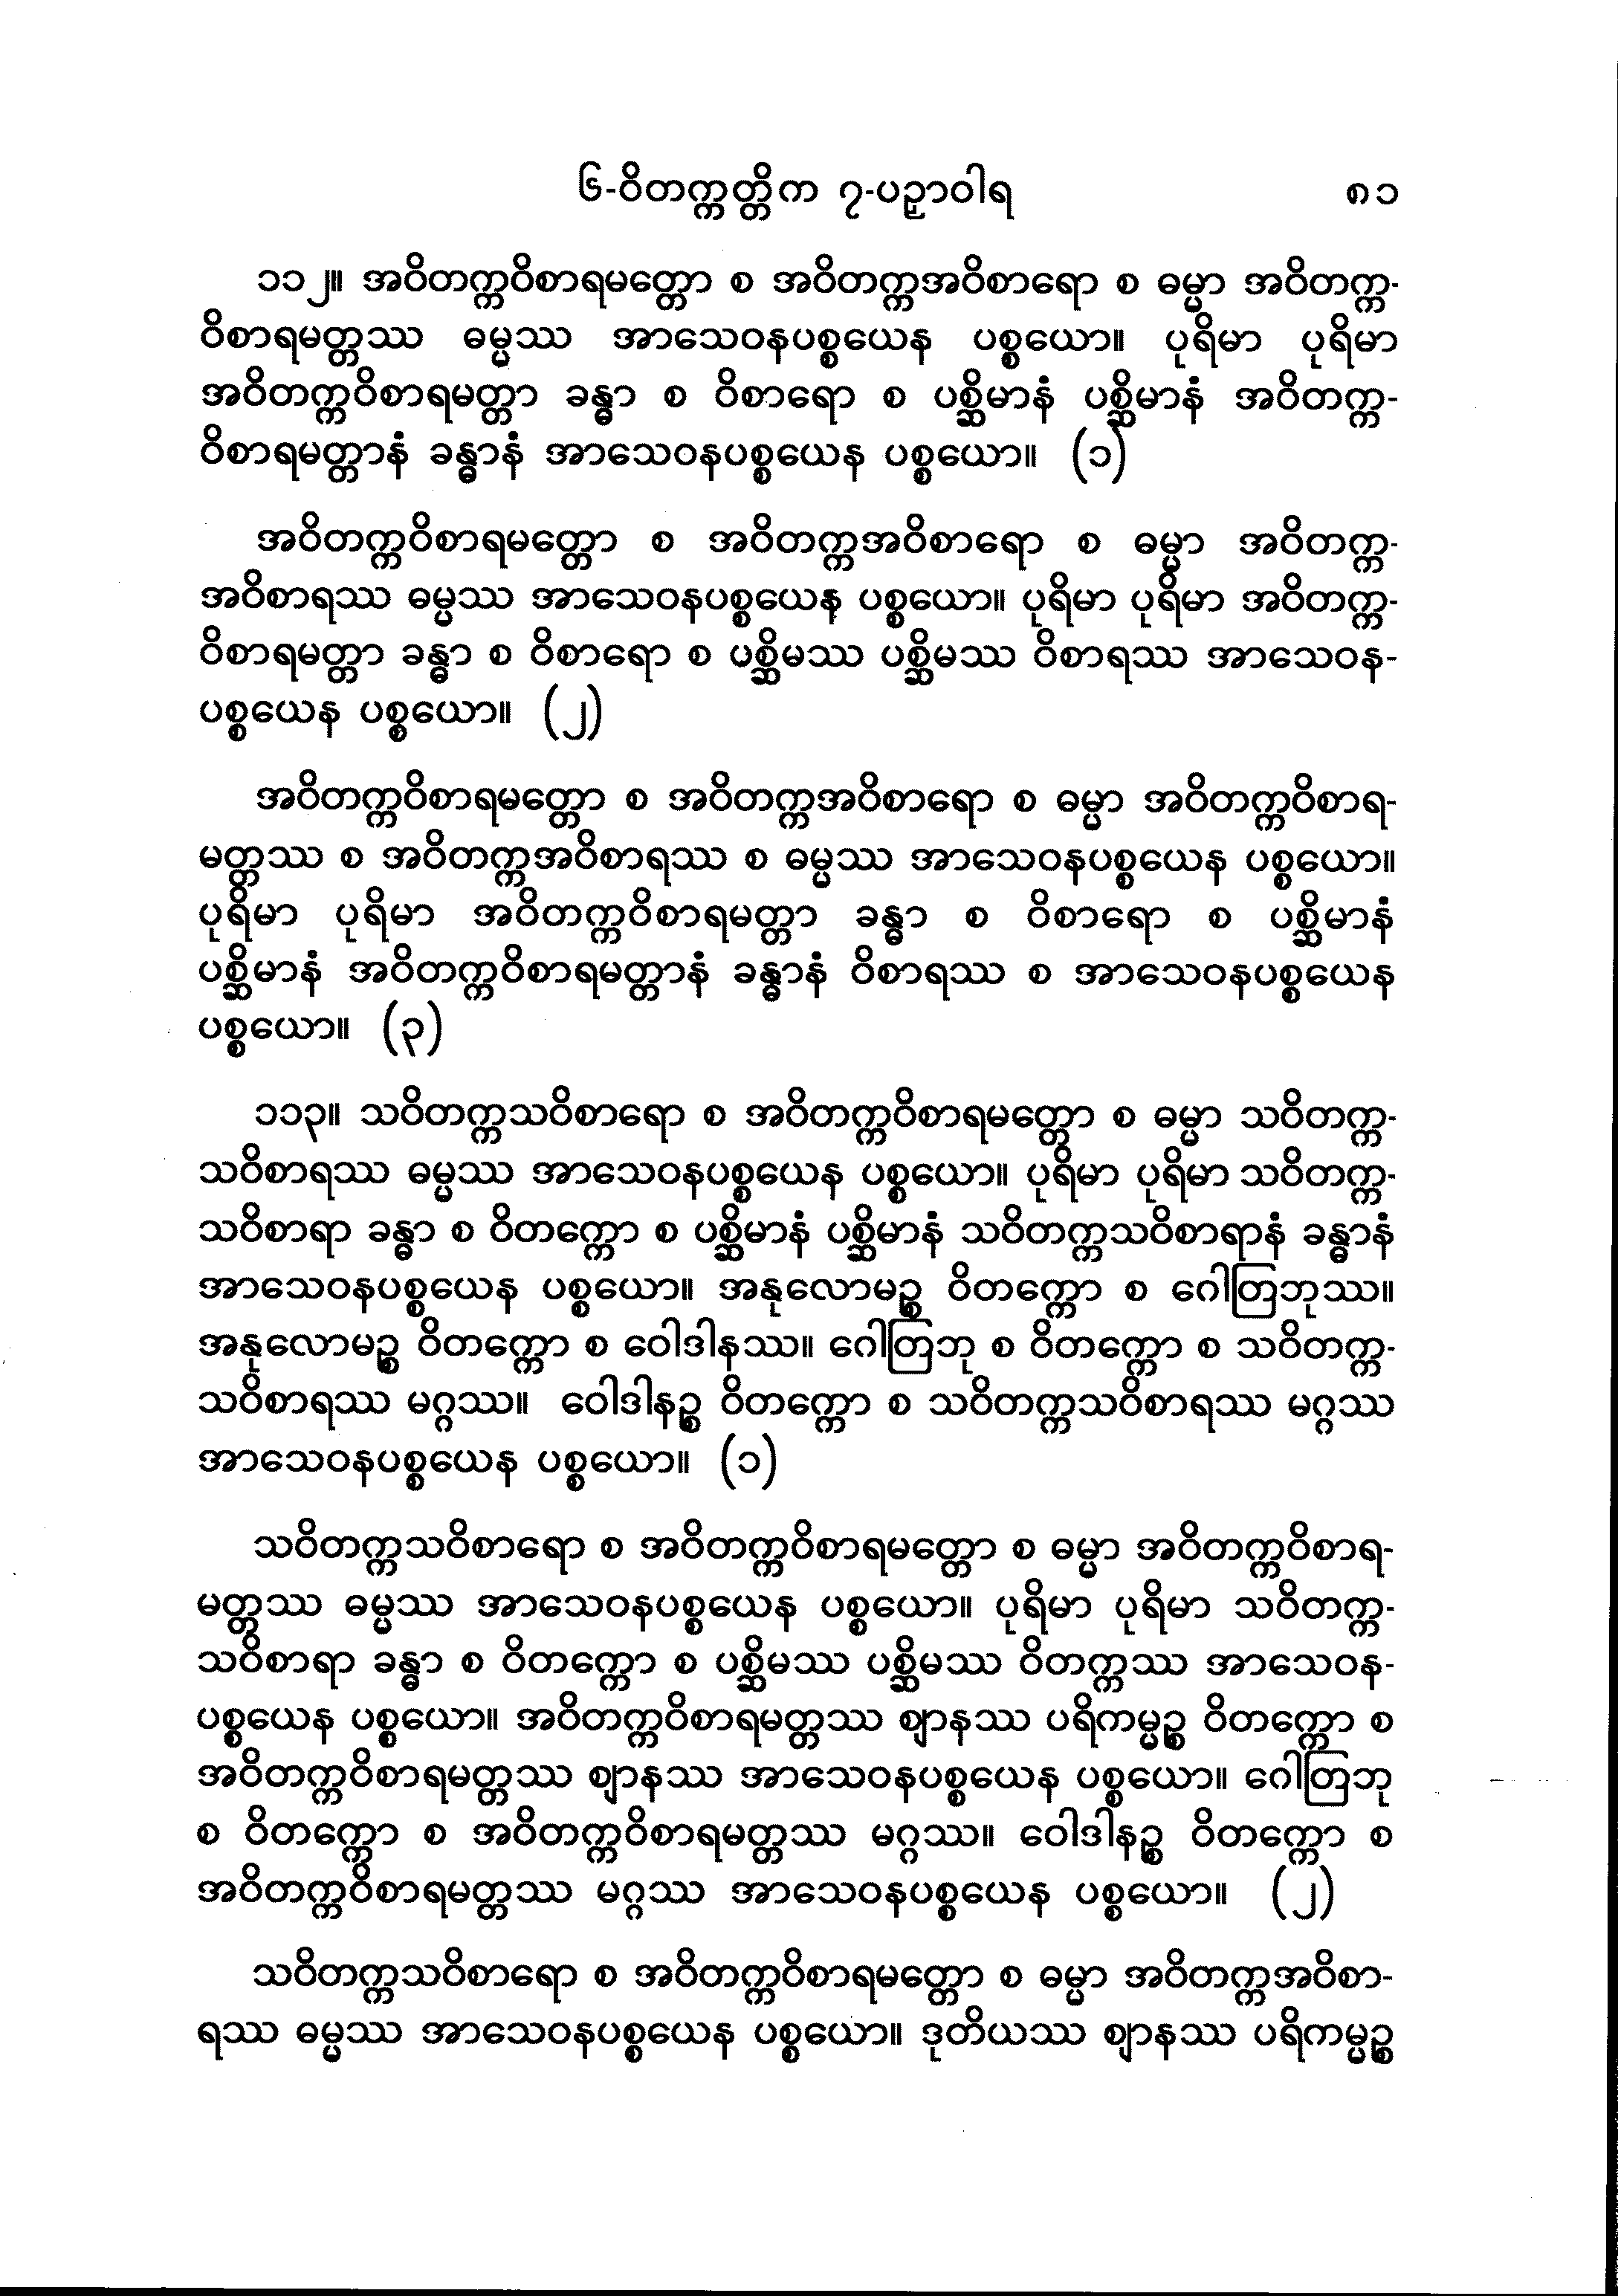 ၆-ဝိတက္ကတ္တိက ၇-ပဉှာဝါရ ၈၁
၁၁၂။ အဝိတက္ကဝိစာရမတ္တော စ အဝိတက္ကအဝိစာရော စ ဓမ္မာ အဝိတက္က-
ဝိစာရမတ္တဿ ဓမ္မဿ အာသေဝနပစ္စယေန ပစ္စယော။ ပုရိမာ ပုရိမာ
အဝိတက္ကဝိစာရမတ္တာ ခန္ဓာ စ ဝိစာရော စ ပစ္ဆိမာနံ ပစ္ဆိမာနံ အဝိတက္က-
ဝိစာရမတ္တာနံ ခန္ဓာနံ အာသေဝနပစ္စယေန ပစ္စယော။ (၁)
အဝိတက္ကဝိစာရမတ္တော စ အဝိတက္ကအဝိစာရော စ ဓမ္မာ အဝိတက္က-
အဝိစာရဿ ဓမ္မဿ အာသေဝနပစ္စယေန ပစ္စယော။ ပုရိမာ ပုရိမာ အဝိတက္က-
ဝိစာရမတ္တာ ခန္ဓာ စ ဝိစာရော စ ပစ္ဆိမဿ ပစ္ဆိမဿ ဝိစာရဿ အာသေဝန-
ပစ္စယေန ပစ္စယော။ (၂)
အဝိတက္ကဝိစာရမတ္တော စ အဝိတက္ကအဝိစာရော စ ဓမ္မာ အဝိတက္ကဝိစာရ-
မတ္တဿ စ အဝိတက္ကအဝိစာရဿ စ ဓမ္မဿ အာသေဝနပစ္စယေန ပစ္စယော။
ပုရိမာ ပုရိမာ အဝိတက္ကဝိစာရမတ္တာ ခန္ဓာ စ ဝိစာရော စ ပစ္ဆိမာနံ
ပစ္ဆိမာနံ အဝိတက္ကဝိစာရမတ္တာနံ ခန္ဓာနံ ဝိစာရဿ စ အာသေဝနပစ္စယေန
ပစ္စယော။ (၃)
၁၁၃။ သဝိတက္ကသဝိစာရော စ အဝိတက္ကဝိစာရမတ္တော စ ဓမ္မာ သဝိတက္က-
သဝိစာရဿ ဓမ္မဿ အာသေဝနပစ္စယေန ပစ္စယော။ ပုရိမာ ပုရိမာ သဝိတက္က-
သဝိစာရာ ခန္ဓာ စ ဝိတက္ကော စ ပစ္ဆိမာနံ ပစ္ဆိမာနံ သဝိတက္ကသဝိစာရာနံ ခန္ဓာနံ
အာသေဝနပစ္စယေန ပစ္စယော။ အနုလောမဉ္စ ဝိတက္ကော စ ဂေါတြဘုဿ။
အနုလောမဉ္စ ဝိတက္ကော စ ဝေါဒါနဿ။ ဂေါတြဘု စ ဝိတက္ကော စ သဝိတက္က-
သဝိစာရဿ မဂ္ဂဿ။ ဝေါဒါနဉ္စ ဝိတက္ကော စ သဝိတက္ကသဝိစာရဿ မဂ္ဂဿ
အာသေဝနပစ္စယေန ပစ္စယော။ (၁)
သဝိတက္ကသဝိစာရော စ အဝိတက္ကဝိစာရမတ္တော စ ဓမ္မာ အဝိတက္ကဝိစာရ-
မတ္တဿ ဓမ္မဿ အာသေဝနပစ္စယေန ပစ္စယော။ ပုရိမာ ပုရိမာ သဝိတက္က-
သဝိစာရာ ခန္ဓာ စ ဝိတက္ကော စ ပစ္ဆိမဿ ပစ္ဆိမဿ ဝိတက္ကဿ အာသေဝန-
ပစ္စယေန ပစ္စယော။ အဝိတက္ကဝိစာရမတ္တဿ ဈာနဿ ပရိကမ္မဉ္စ ဝိတက္ကော စ
အဝိတက္ကဝိစာရမတ္တဿ ဈာနဿ အာသေဝနပစ္စယေန ပစ္စယော။ ဂေါတြဘု
စ ဝိတက္ကော စ အဝိတက္ကဝိစာရမတ္တဿ မဂ္ဂဿ။ ဝေါဒါနဉ္စ ဝိတက္ကော စ
အဝိတက္ကဝိစာရမတ္တဿ မဂ္ဂဿ အာသေဝနပစ္စယေန ပစ္စယော။ (၂)
သဝိတက္ကသဝိစာရော စ အဝိတက္ကဝိစာရမတ္တော စ ဓမ္မာ အဝိတက္ကအဝိစာ-
ရဿ ဓမ္မဿ အာသေဝနပစ္စယေန ပစ္စယော။ ဒုတိယဿ ဈာနဿ ပရိကမ္မဉ္စ